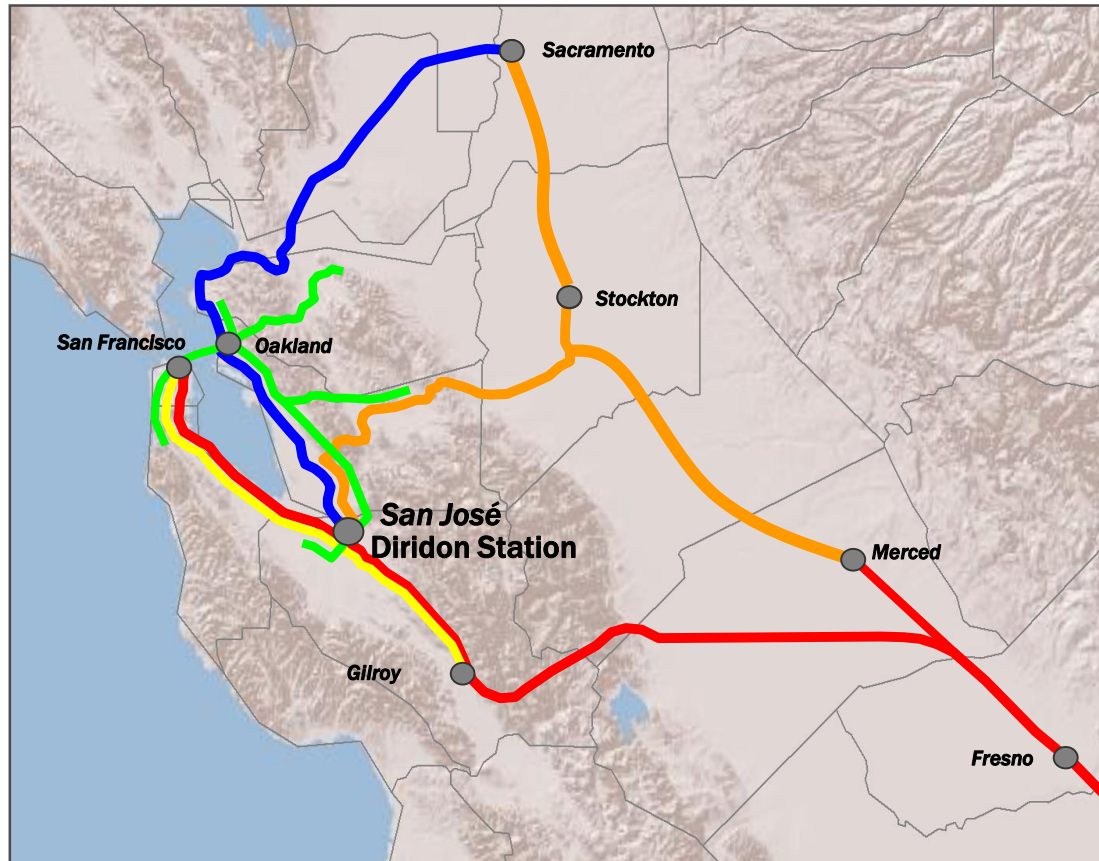 Sacramento
Stockton
San Francisco
Oakland
San José
Diridon Station
Merced
Gilroy
Fresno